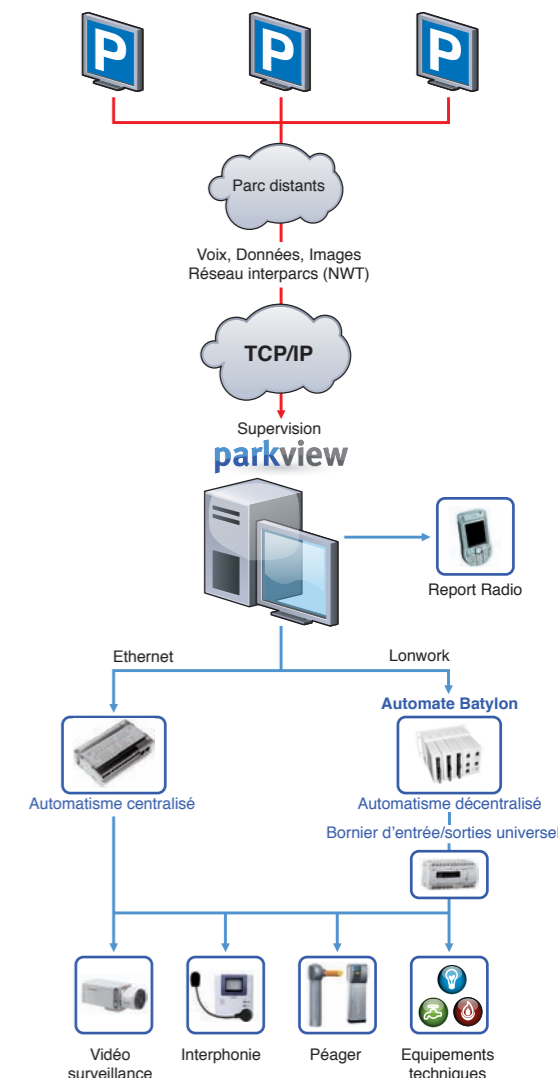 P P P
Parc distants
Voix, Données, Images
Réseau interparcs (NWT)
TCP/IP
Supervision
parkview
Report Radio
Ethernet
Lonwork
Automate Batylon
Automatisme centralisé
Automatisme décentralisé
Bornier d'entrée/sorties universel
Vidéo
surveillance
Interphonie
Péager
Equipements
techniques